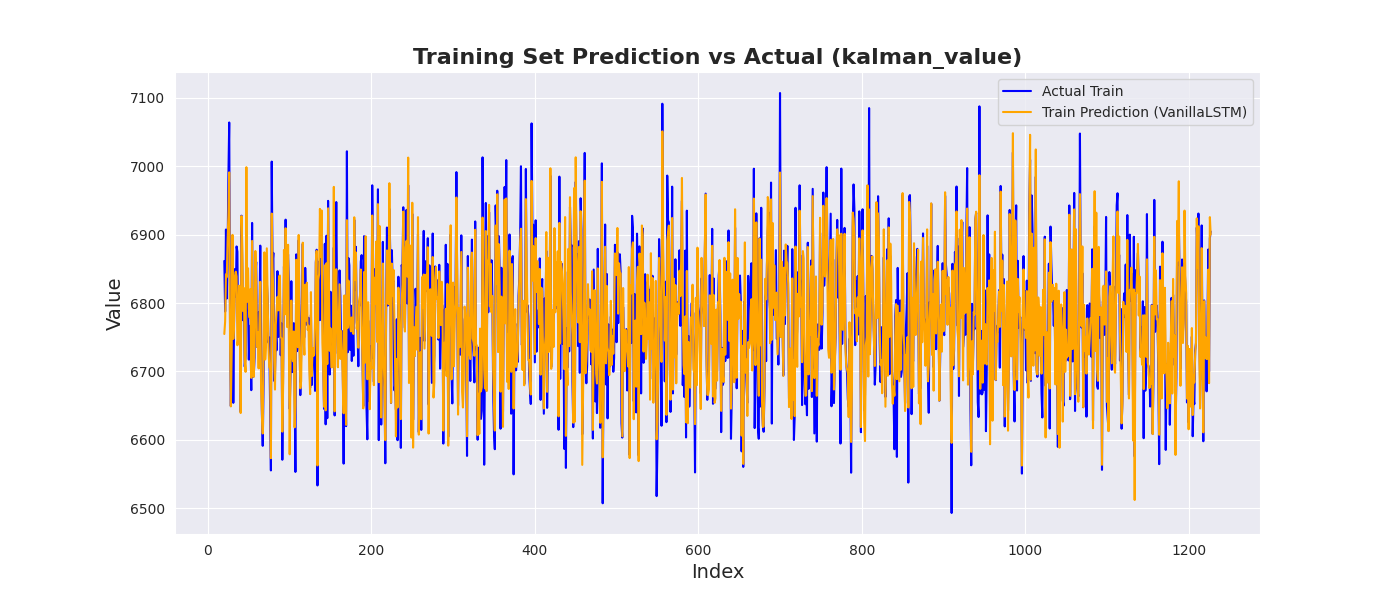 Training Set Prediction vs Actual (kalman_value)
Actual Train
Train Prediction (VanillaLSTM)
Value
7100
7000
6900
6800
6700
6600
6500
0 200 400 600 800 1000 1200
Index